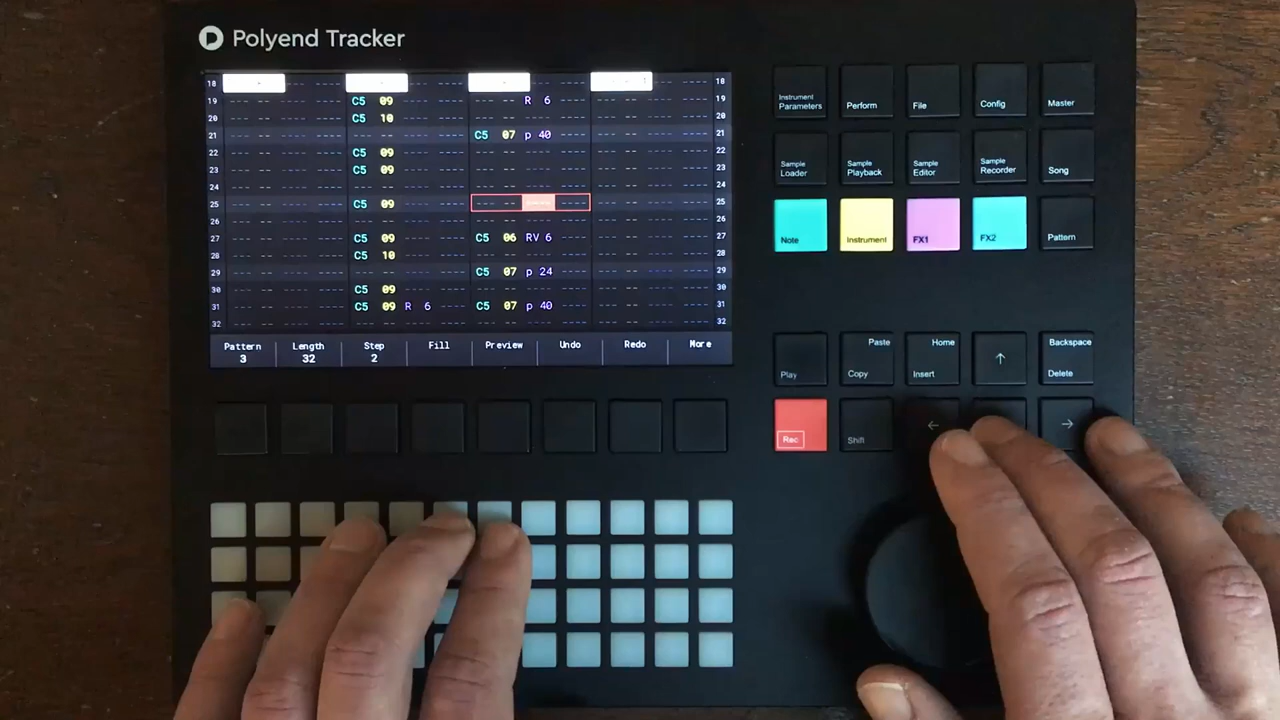 Polyend Tracker
18 18
19 C5 09 R 6 19
20 C5 10 20
21 C5 07 p 40 21
22 C5 09 22
23 C5 09 23
24 24
25 C5 09 25
26 26
27 C5 09 C5 06 RV 6 27
28 C5 10 28
29 C5 07 p 24 29
30 C5 09 30
31 C5 09 R 6 C5 07 p 40 31
32 32
Pattern Length Step Fill Preview Undo Redo More
3 32 2
Instrument Parameters Perform File Config Master
Sample Loader Sample Playback Sample Editor Sample Recorder Song
Note Instrument FX1 FX2 Pattern
Paste Home Backspace
Play Copy Insert ↑ Delete
Rec Shift ← →